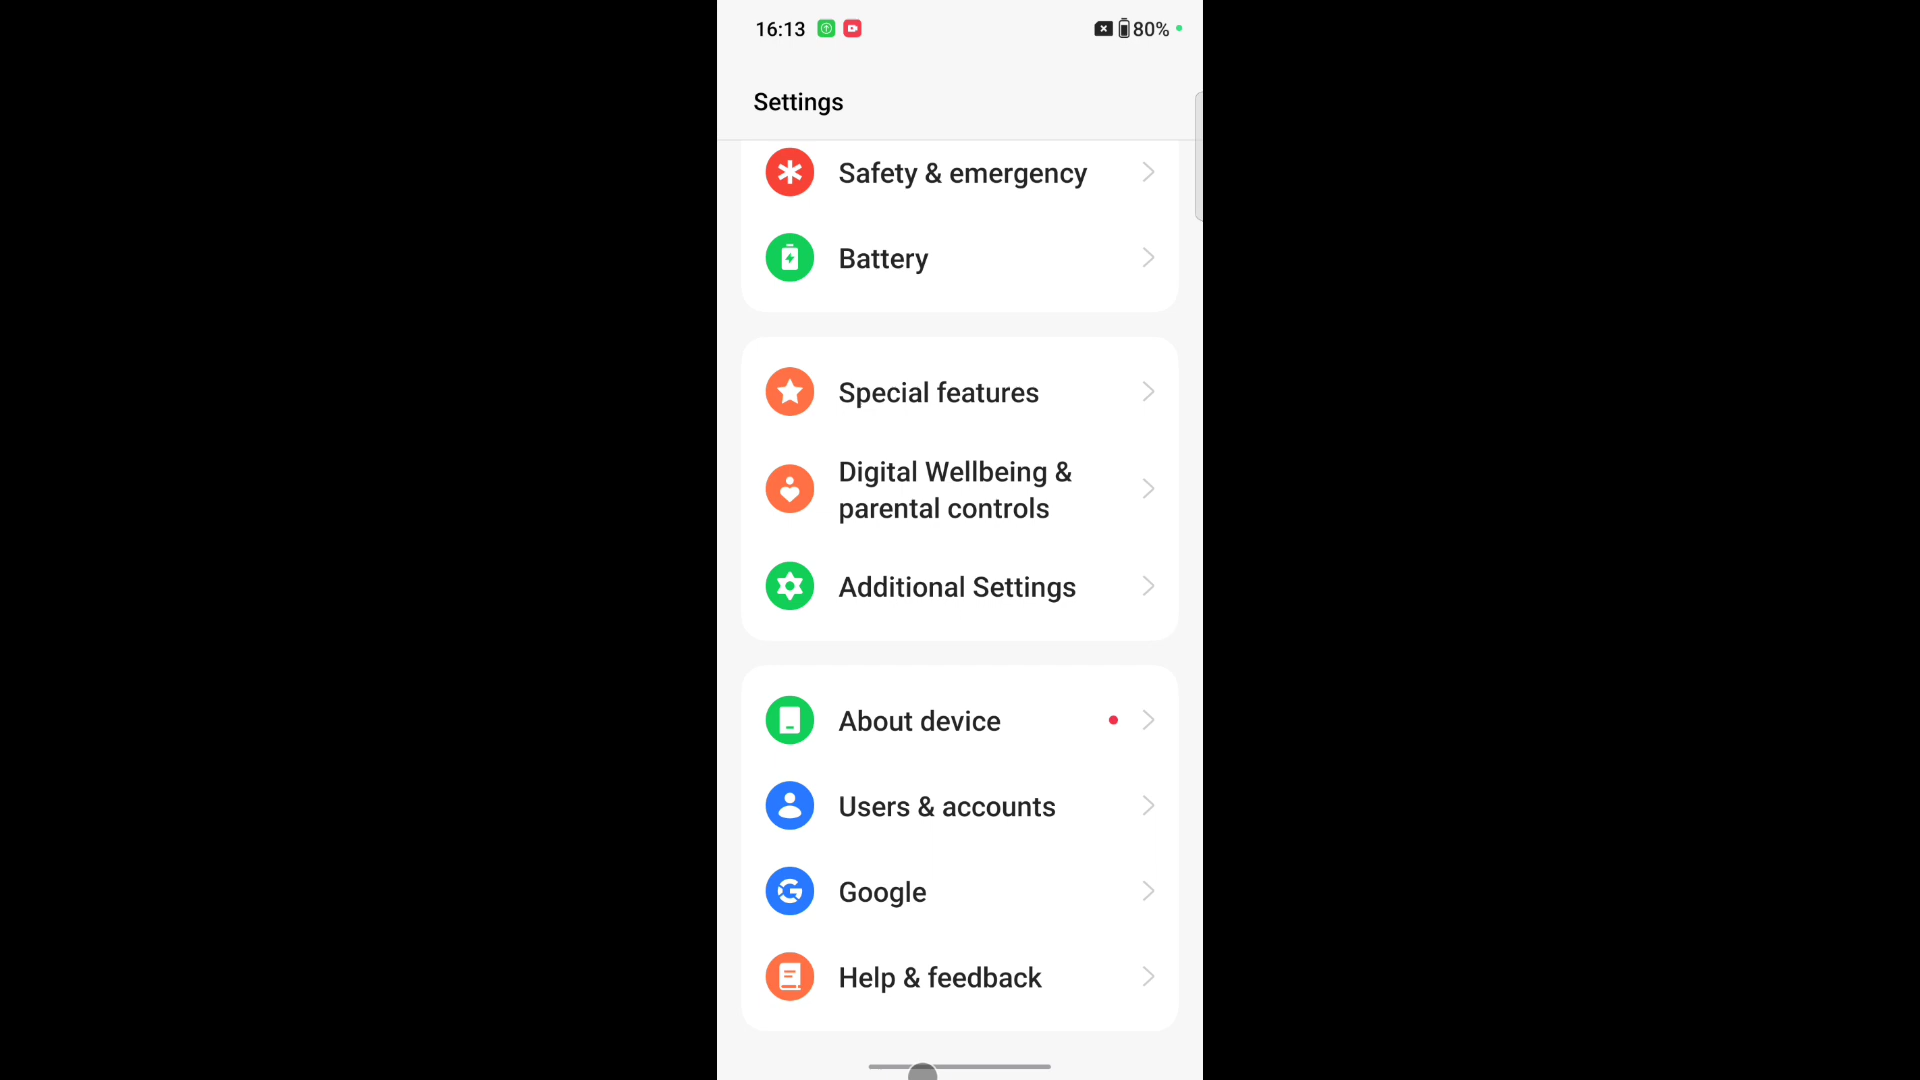 16:13
80%
Settings
Safety & emergency
Battery
Special features
Digital Wellbeing &
parental controls
Additional Settings
About device
Users & accounts
Google
Help & feedback